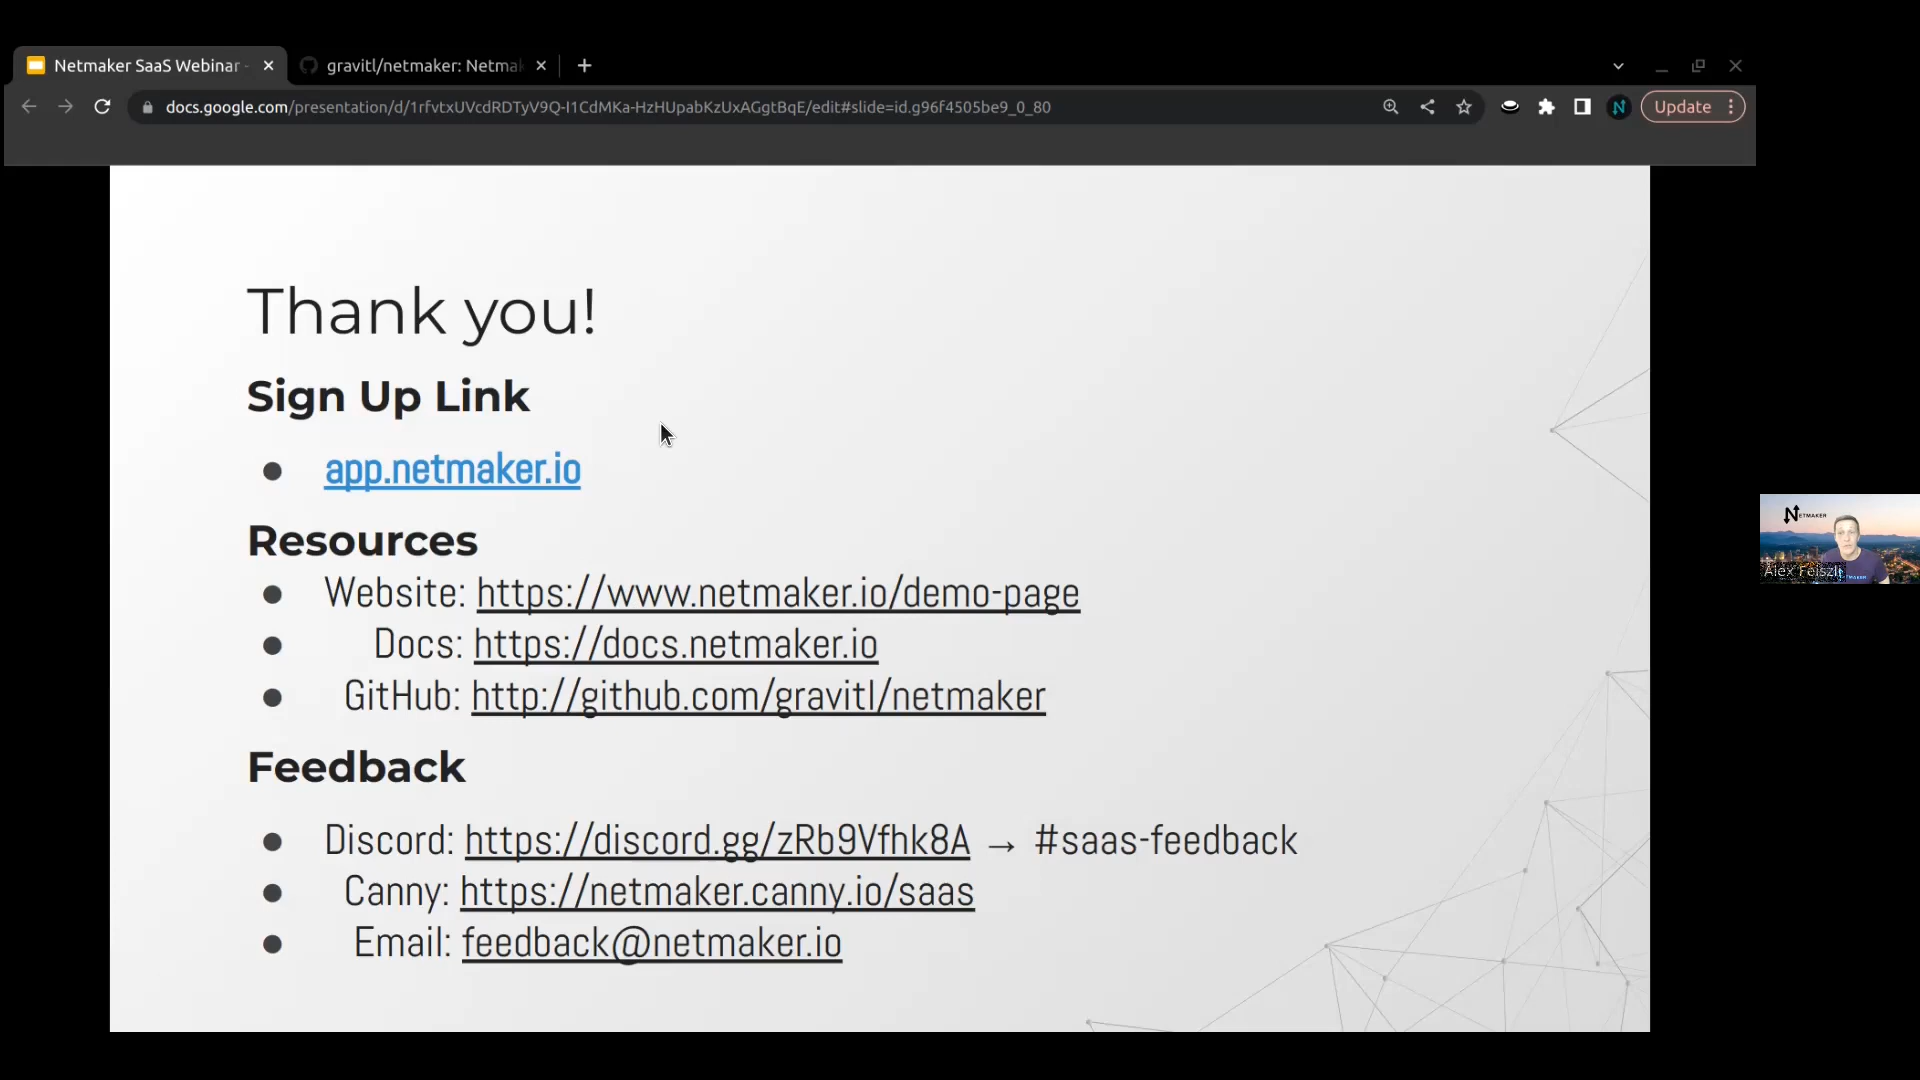 Netmaker SaaS Webinar -
gravitl/netmaker: Netma
docs.google.com/presentation/d/1rfvtxUVcdRDTyV9Q-I1CdMKa-HzHUpabKzUxAGgtBqE/edit#slide=id.g96f4505be9_0_80
Update
Thank you!
Sign Up Link
● app.netmaker.io
Resources
● Website: https://www.netmaker.io/demo-page
● Docs: https://docs.netmaker.io
● GitHub: http://github.com/gravitl/netmaker
Feedback
● Discord: https://discord.gg/zRb9Vfhk8A → #saas-feedback
● Canny: https://netmaker.canny.io/saas
● Email: feedback@netmaker.io
NETMAKER
Alex Feiszli